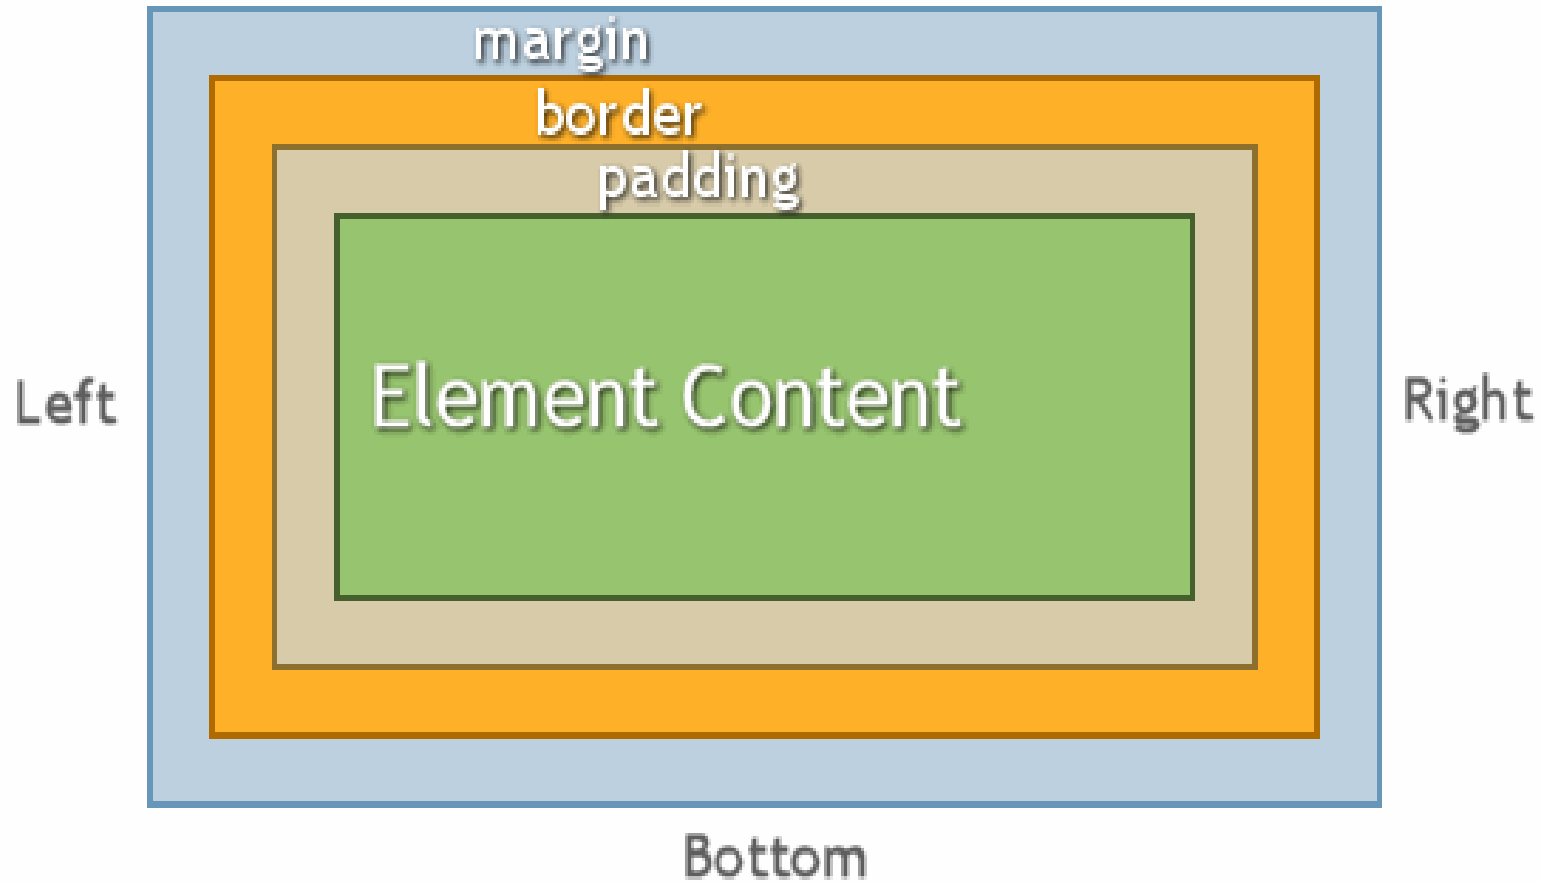 margin
border
padding
Element Content
Left
Right
Bottom